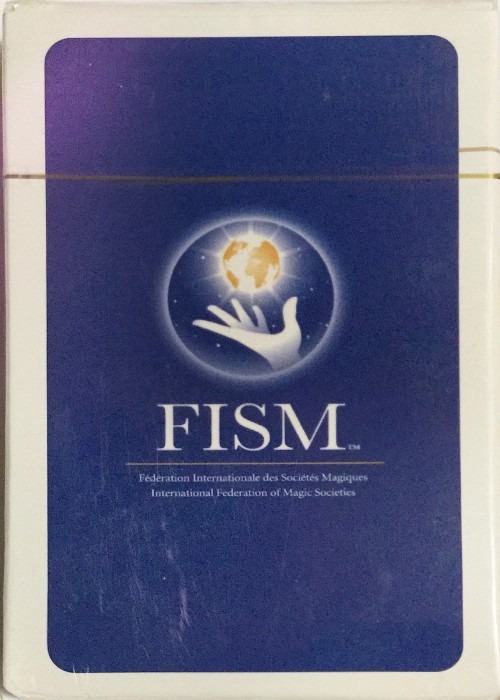 FISM™
Fédération Internationale des Sociétés Magiques
International Federation of Magic Societies